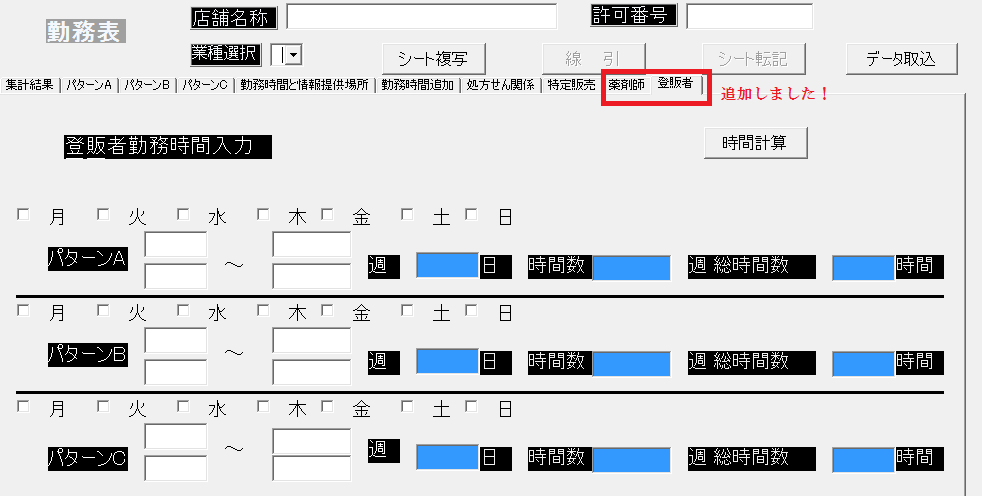 店舗名称 許可番号
勤務表
業種選択 シート複写 線 引 シート転記 データ取込
集計結果 パターンA パターンB パターンC 勤務時間と情報提供場所 勤務時間追加 処方せん関係 特定販売 薬剤師 登販者 追加しました！
登販者勤務時間入力 時間計算
月 火 水 木 金 土 日
パターンA ～ 週 日 時間数 週 総時間数 時間
月 火 水 木 金 土 日
パターンB ～ 週 日 時間数 週 総時間数 時間
月 火 水 木 金 土 日
パターンC ～ 週 日 時間数 週 総時間数 時間